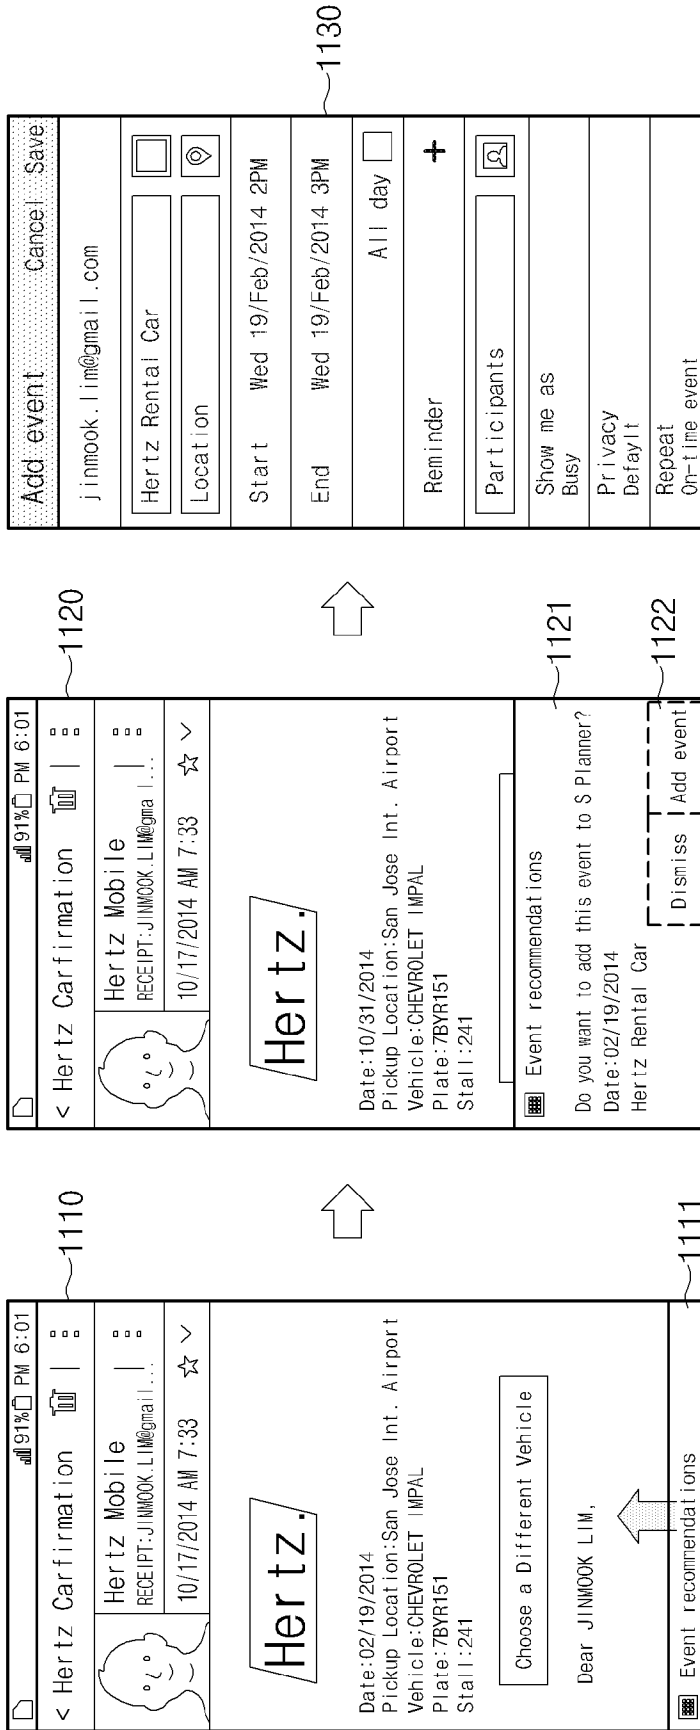 91% PM 6:01
< Hertz Carfirmation
1110
Hertz Mobile
RECEIPT:JINMOOK.LIM@gmail...
10/17/2014 AM 7:33
Hertz.
Date:02/19/2014
Pickup Location:San Jose Int. Airport
Vehicle:CHEVROLET IMPAL
Plate:7BYR151
Stall:241
Choose a Different Vehicle
Dear JINMOOK LIM,
Event recommendations
1111
91% PM 6:01
< Hertz Carfirmation
1120
Hertz Mobile
RECEIPT:JINMOOK.LIM@gmal...
10/17/2014 AM 7:33
Hertz.
Date:10/31/2014
Pickup Location:San Jose Int. Airport
Vehicle:CHEVROLET IMPAL
Plate:7BYR151
Stall:241
Event recommendations
1121
Do you want to add this event to S Planner?
Date:02/19/2014
Hertz Rental Car
Dismiss Add event
1122
Add event Cancel Save
jinmook.lim@gmail.com
Hertz Rental Car
Location
Start Wed 19/Feb/2014 2PM
End Wed 19/Feb/2014 3PM
1130
All day
Reminder +
Participants
Show me as
Busy
Privacy
Defaylt
Repeat
On-time event